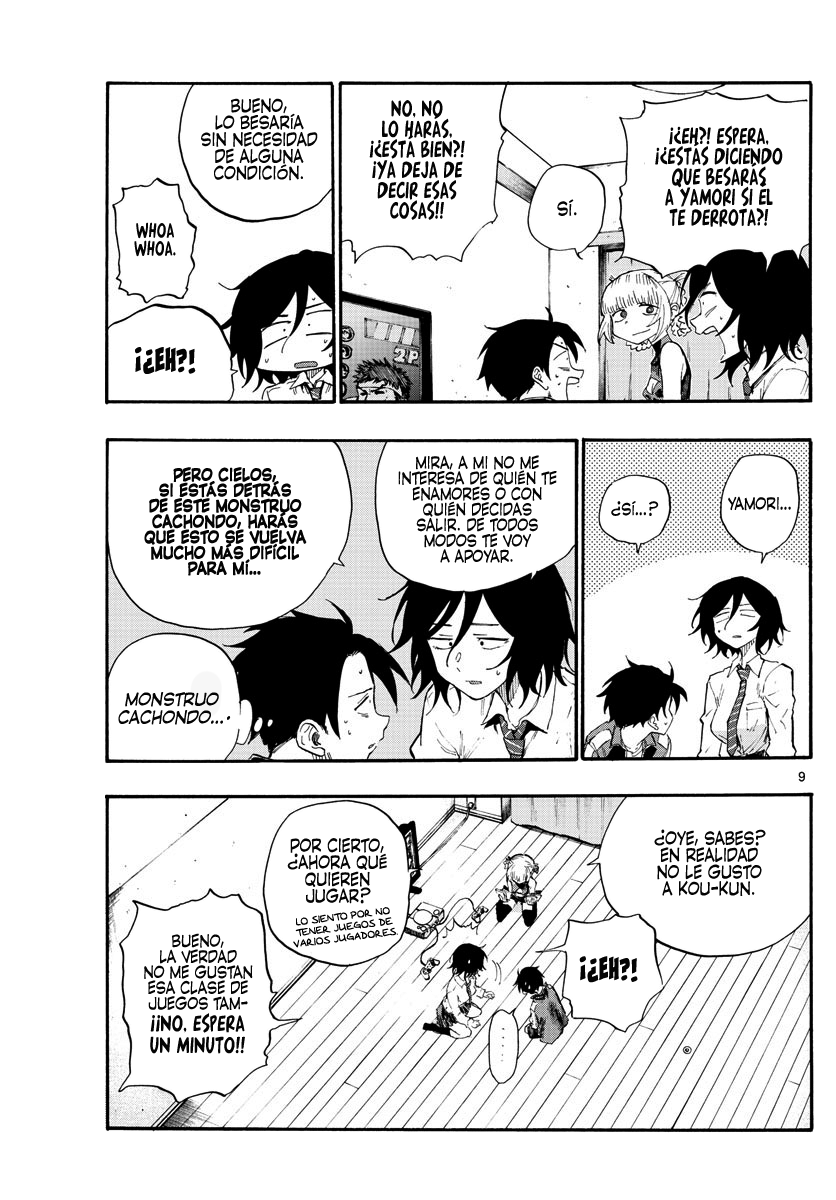 ¡¿EH?! ESPERA,
¡¿ESTAS DICIENDO
QUE BESARAS
A YAMORI SI EL
TE DERROTA?!
SÍ.
NO, NO
LO HARAS,
¡¿ESTA BIEN?!
¡YA DEJA DE
DECIR ESAS
COSAS!!
2P
BUENO,
LO BESARÍA
SIN NECESIDAD
DE ALGUNA
CONDICIÓN.
WHOA
WHOA.
¡¿EH?!
YAMORI...
¿SÍ...?
MIRA, A MI NO ME
INTERESA DE QUIÉN TE
ENAMORES O CON
QUIÉN DECIDAS
SALIR. DE TODOS
MODOS TE VOY
A APOYAR.
PERO CIELOS,
SI ESTÁS DETRÁS
DE ESTE MONSTRUO
CACHONDO, HARÁS
QUE ESTO SE VUELVA
MUCHO MÁS DIFÍCIL
PARA MÍ...
MONSTRUO
CACHONDO...
9
¿OYE, SABES?
EN REALIDAD
NO LE GUSTO
A KOU-KUN.
¡¿EH?!
....
POR CIERTO,
¿AHORA QUÉ
QUIEREN
JUGAR?
LO SIENTO POR NO
TENER JUEGOS DE
VARIOS JUGADORES.
BUENO,
LA VERDAD
NO ME GUSTAN
ESA CLASE DE
JUEGOS TAM-
¡¡NO, ESPERA
UN MINUTO!!